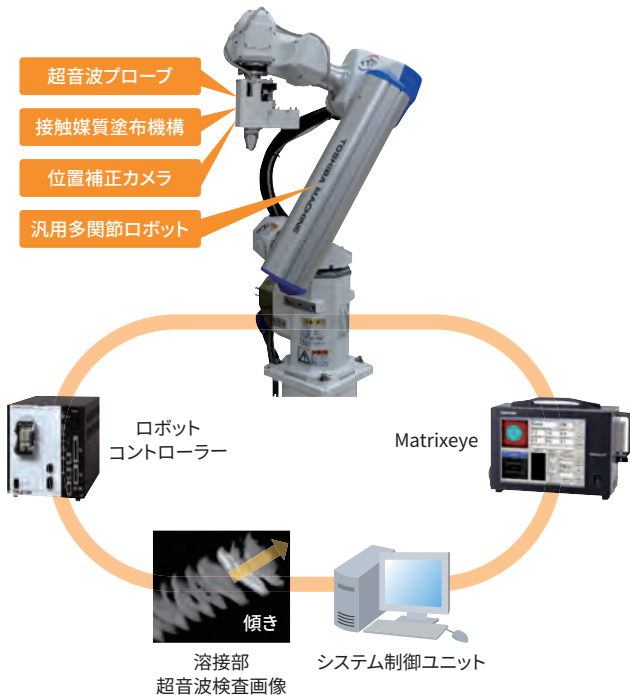 超音波プローブ
接触媒質塗布機構
位置補正カメラ
汎用多関節ロボット
TOSHIBA MACHINE
ロボット
コントローラー
Matrixeye
傾き
溶接部
超音波検査画像
システム制御ユニット